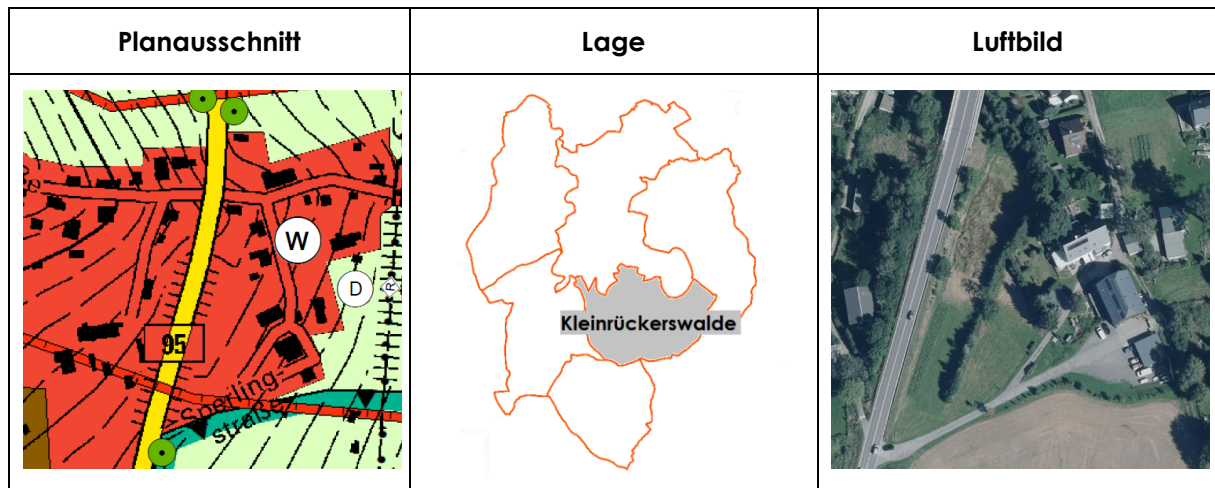 Planausschnitt
Lage
Luftbild
W
D
R
95
Sperling-
straße
Kleinrückerswalde